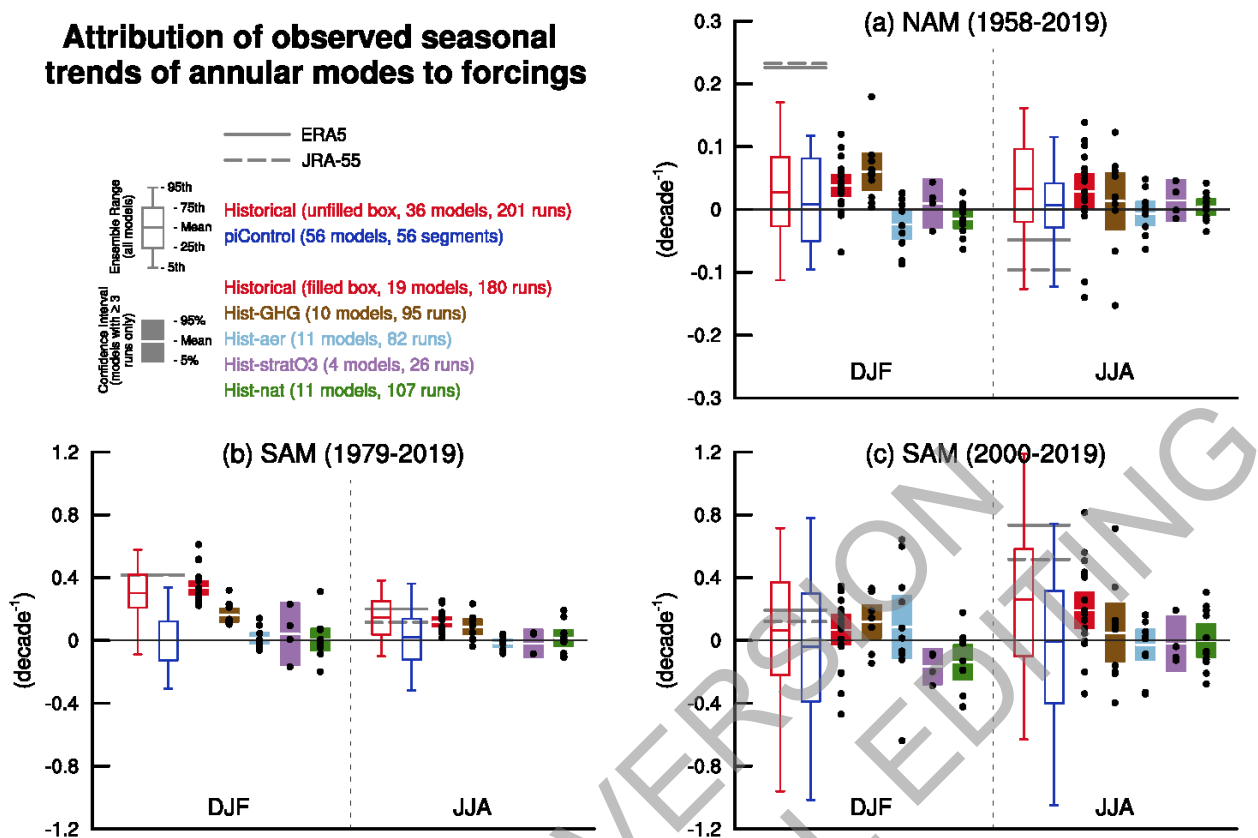 Attribution of observed seasonal
trends of annular modes to forcings
ERA5
JRA-55
Ensemble Range
(all models)
- 95th
- 75th
- Mean
- 25th
- 5th
Historical (unfilled box, 36 models, 201 runs)
piControl (56 models, 56 segments)
Confidence Interval
(models with ≥ 3
runs only)
- 95%
- Mean
- 5%
Historical (filled box, 19 models, 180 runs)
Hist-GHG (10 models, 95 runs)
Hist-aer (11 models, 82 runs)
Hist-stratO3 (4 models, 26 runs)
Hist-nat (11 models, 107 runs)
(a) NAM (1958-2019)
(decade⁻¹)
0.3
0.2
0.1
0
-0.1
-0.2
-0.3
DJF
JJA
(b) SAM (1979-2019)
(decade⁻¹)
1.2
0.8
0.4
0
-0.4
-0.8
-1.2
DJF
JJA
(c) SAM (2000-2019)
(decade⁻¹)
1.2
0.8
0.4
0
-0.4
-0.8
-1.2
DJF
JJA
VERSION
EDITING